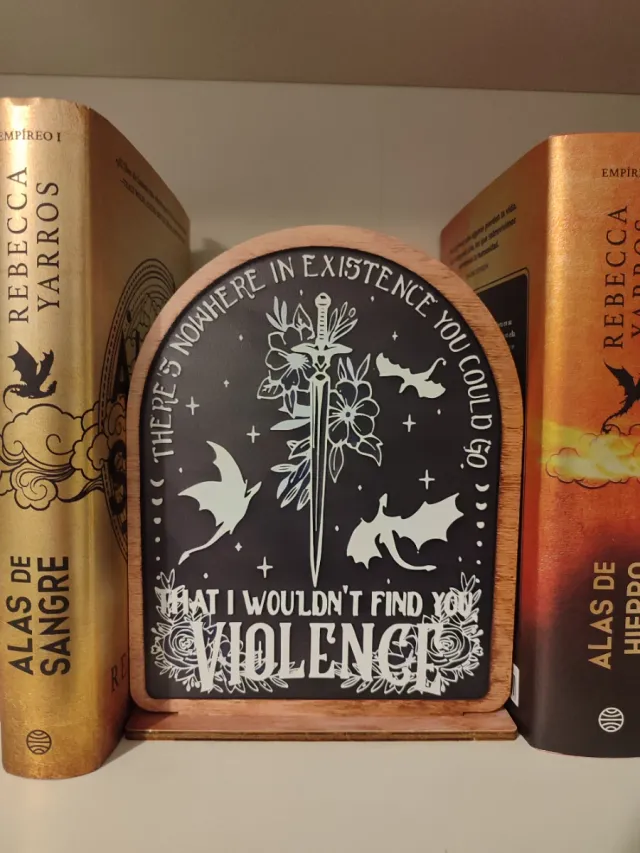 EMPÍREO I
REBECCA
YARROS
ALAS DE
SANGRE
THERE'S NOWHERE IN EXISTENCE YOU COULD GO
THAT I WOULDN'T FIND YOU
VIOLENCE
REBECCA
YARROS
ALAS DE
HIERRO